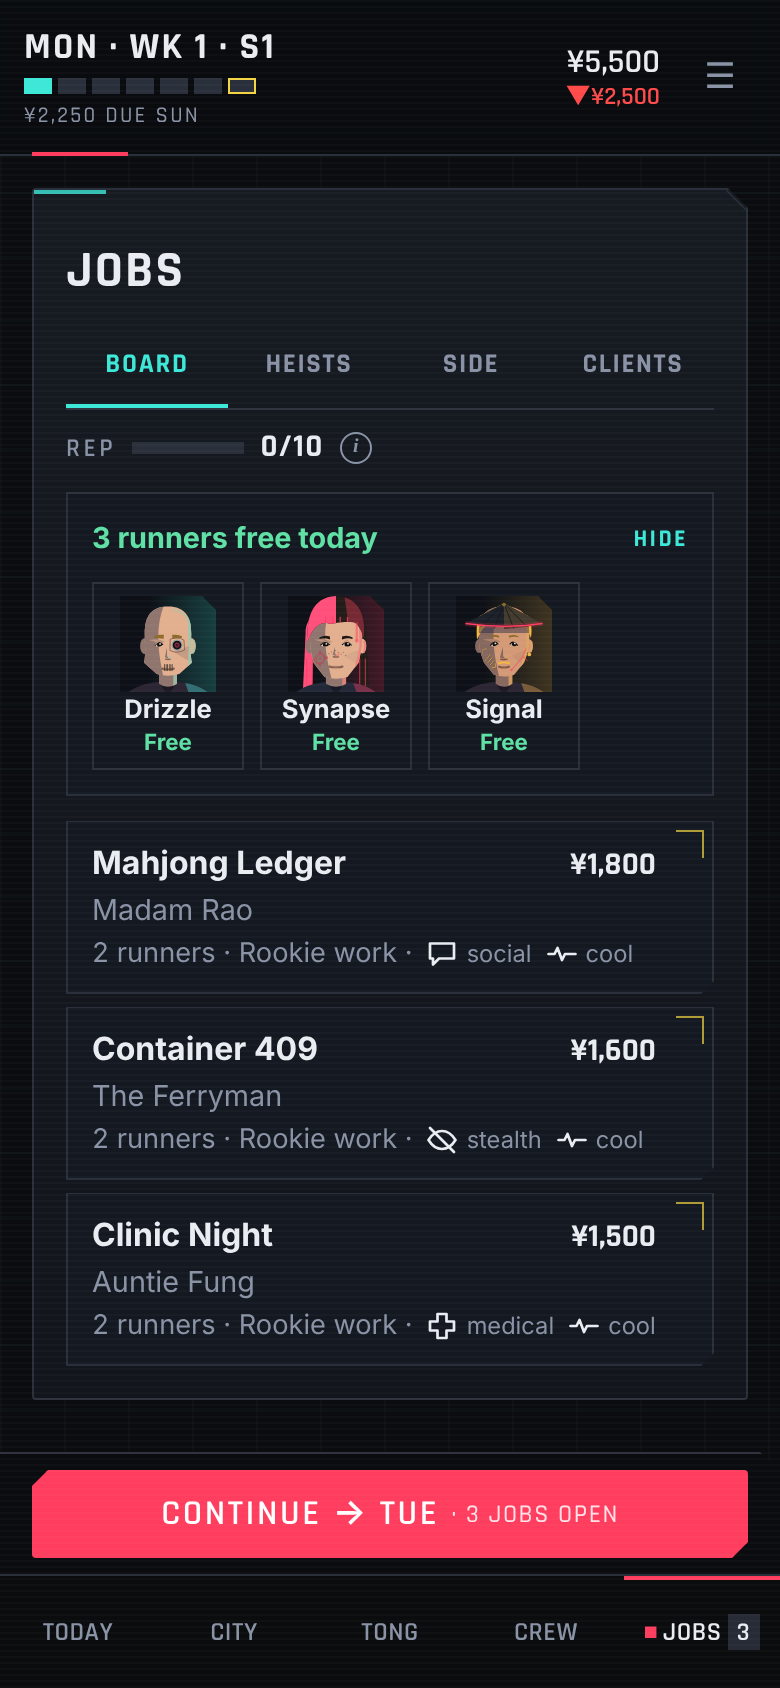 MON · WK 1 · S1
¥2,250 DUE SUN
¥5,500
▼¥2,500
JOBS
BOARD HEISTS SIDE CLIENTS
REP 0/10 i
3 runners free today HIDE
Drizzle Synapse Signal
Free Free Free
Mahjong Ledger ¥1,800
Madam Rao
2 runners · Rookie work · social cool
Container 409 ¥1,600
The Ferryman
2 runners · Rookie work · stealth cool
Clinic Night ¥1,500
Auntie Fung
2 runners · Rookie work · medical cool
CONTINUE → TUE · 3 JOBS OPEN
TODAY CITY TONG CREW JOBS 3